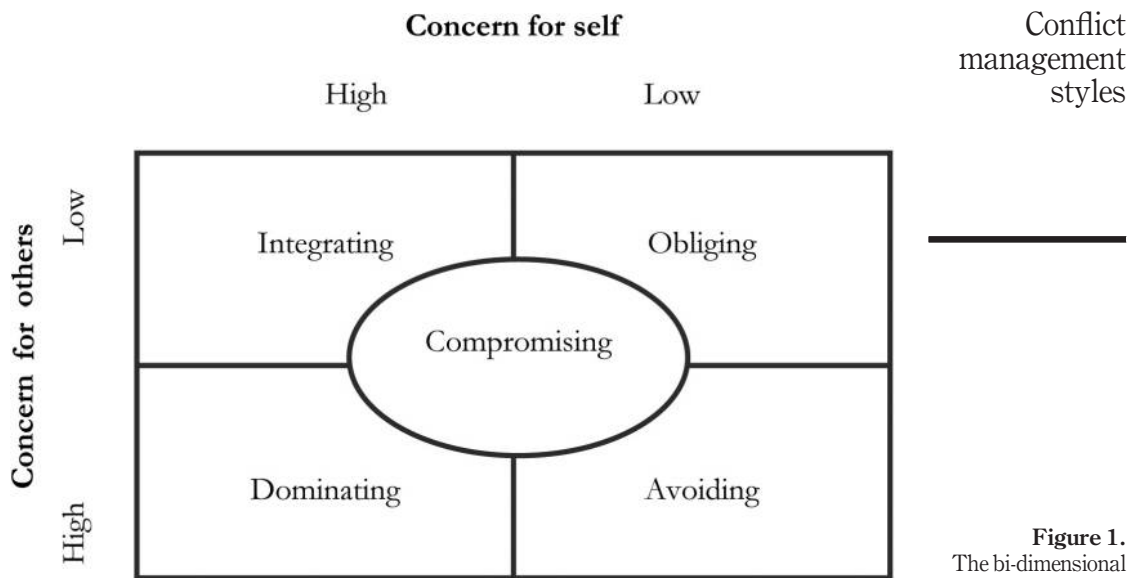 Concern for self
Conflict
management
styles
High
Low
Concern for others
Low
High
Integrating
Obliging
Compromising
Dominating
Avoiding
Figure 1.
The bi-dimensional